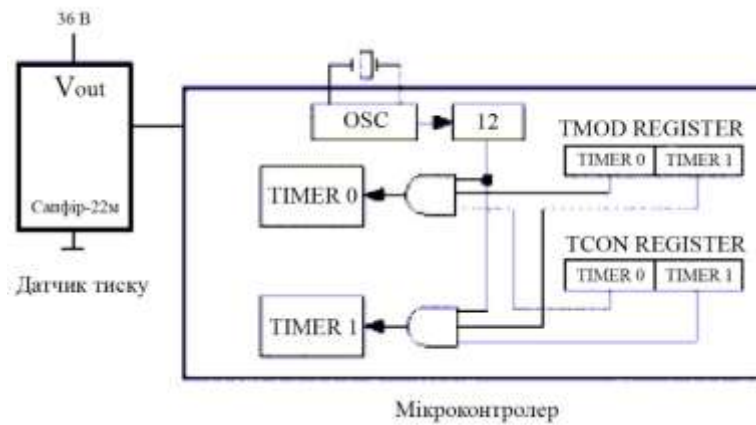 36 В
Vout
Сапфір-22м
Датчик тиску
OSC
12
TMOD REGISTER
TIMER 0 TIMER 1
TIMER 0
TCON REGISTER
TIMER 0 TIMER 1
TIMER 1
Мікроконтролер